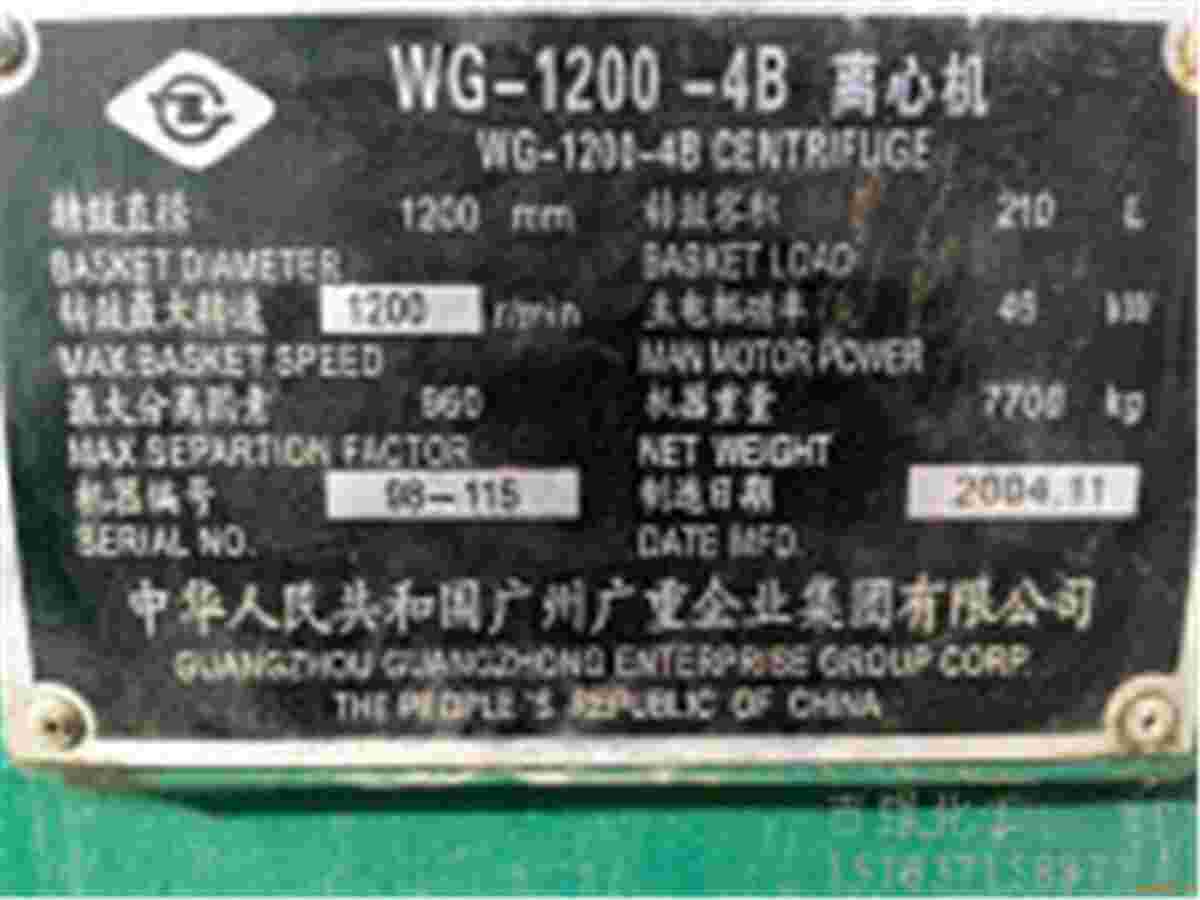 WG-1200-4B 离心机
WG-1200-4B CENTRIFUGE
转鼓直径 1200 mm 转鼓容积 210 L
BASKET DIAMETER BASKET LOAD
转鼓最大转速 1200 r/min 主电机功率 kW
MAX.BASKET SPEED MAN MOTOR POWER
最大分离因素 860 机器重量 7700 kg
MAX.SEPARTION FACTOR NET WEIGHT
机器编号 98-115 制造日期 2004.11
SERIAL NO. DATE MFD.
中华人民共和国广州广重企业集团有限公司
GUANGZHOU GUANGZHONG ENTERPRISE GROUP CORP.
THE PEOPLE'S REPUBLIC OF CHINA